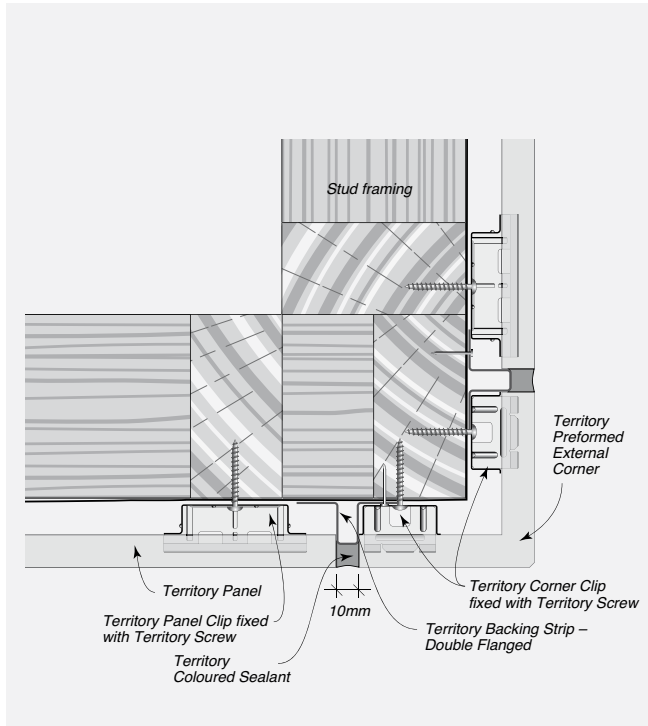 Stud framing
Territory
Preformed
External
Corner
Territory Panel
Territory Corner Clip
fixed with Territory Screw
10mm
Territory Panel Clip fixed
with Territory Screw
Territory Backing Strip –
Double Flanged
Territory
Coloured Sealant